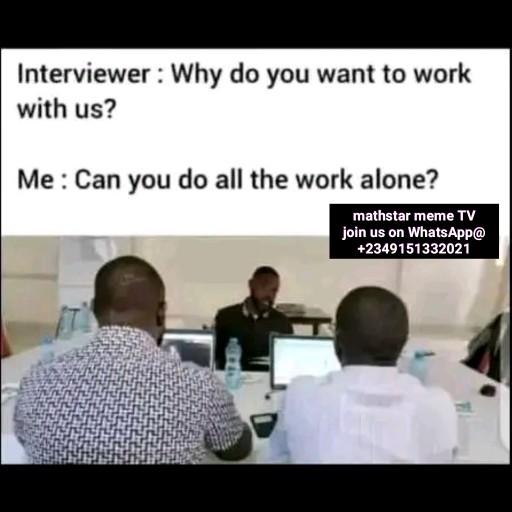 Interviewer : Why do you want to work
with us?
Me : Can you do all the work alone?
mathstar meme TV
join us on WhatsApp@
+2349151332021